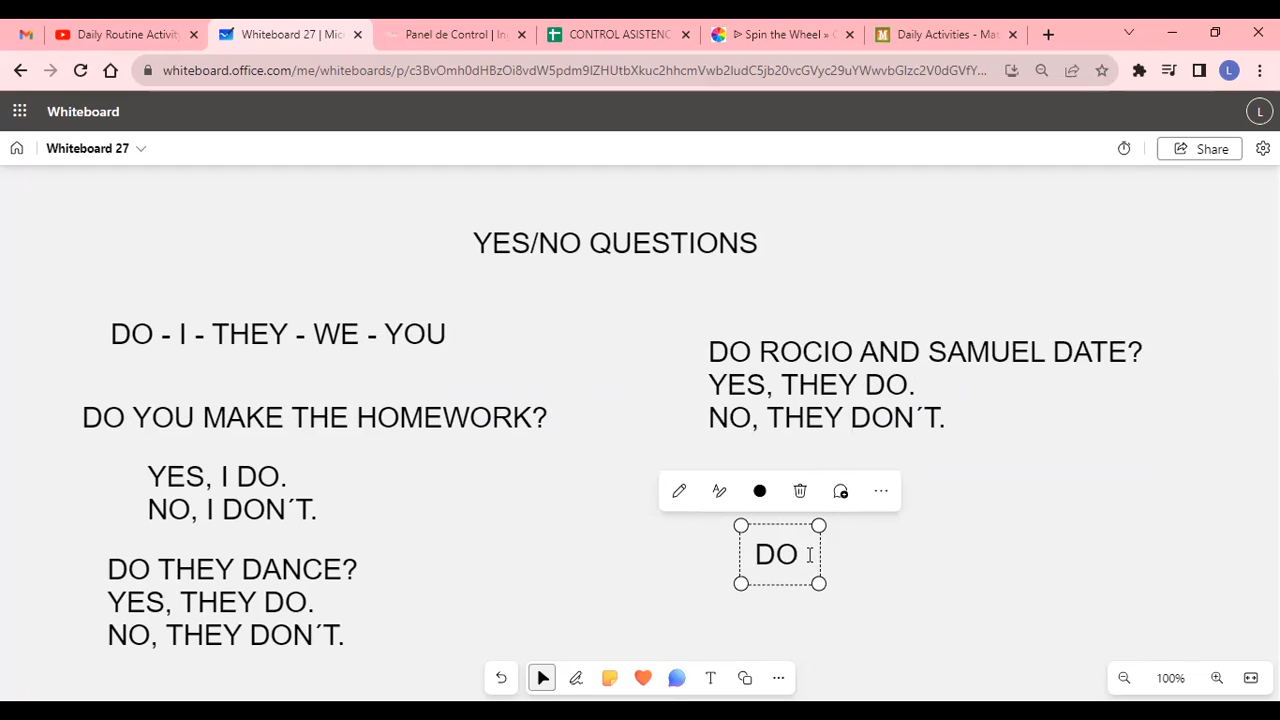 Daily Routine Activit
Whiteboard 27 | Mic
Panel de Control | In
CONTROL ASISTENC
Spin the Wheel
Daily Activities - Mat
whiteboard.office.com/me/whiteboards/p/
L
Whiteboard
L
Whiteboard 27
Share
YES/NO QUESTIONS
DO - I - THEY - WE - YOU
DO YOU MAKE THE HOMEWORK?
YES, I DO.
NO, I DON´T.
DO THEY DANCE?
YES, THEY DO.
NO, THEY DON´T.
DO ROCIO AND SAMUEL DATE?
YES, THEY DO.
NO, THEY DON´T.
DO
100%